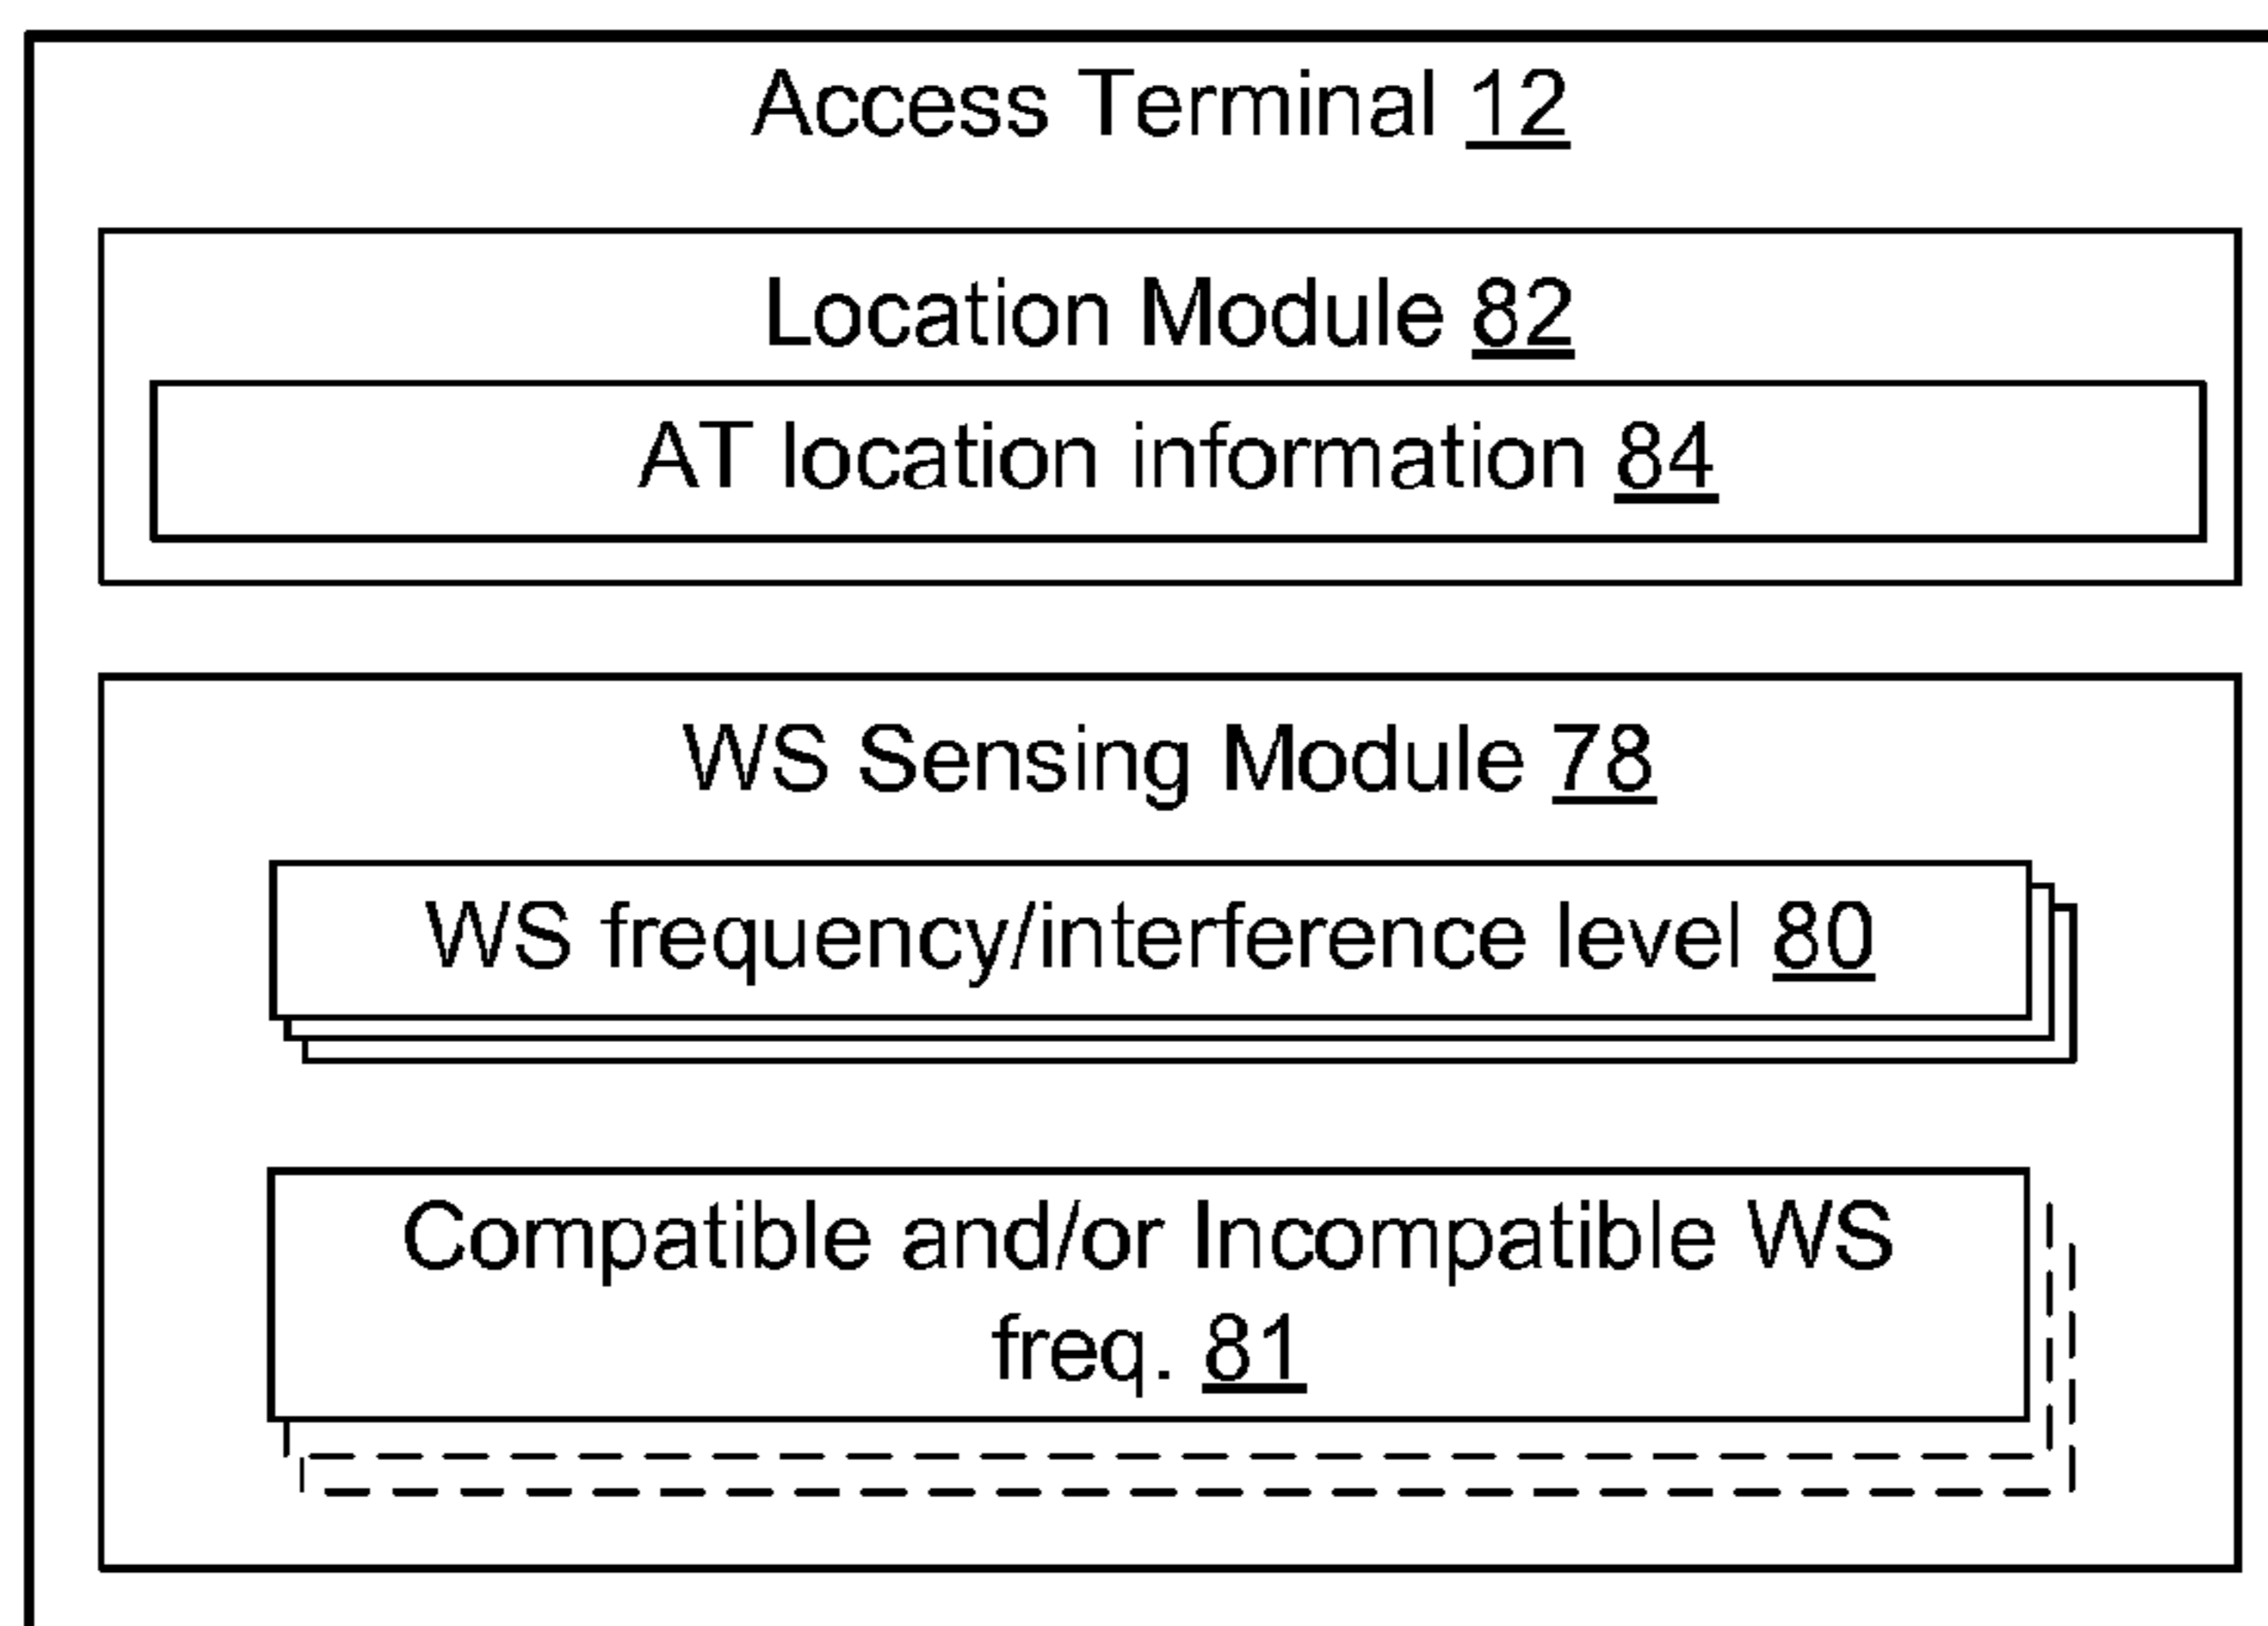 Access Terminal 12
Location Module 82
AT location information 84
WS Sensing Module 78
WS frequency/interference level 80
Compatible and/or Incompatible WS
freq. 81